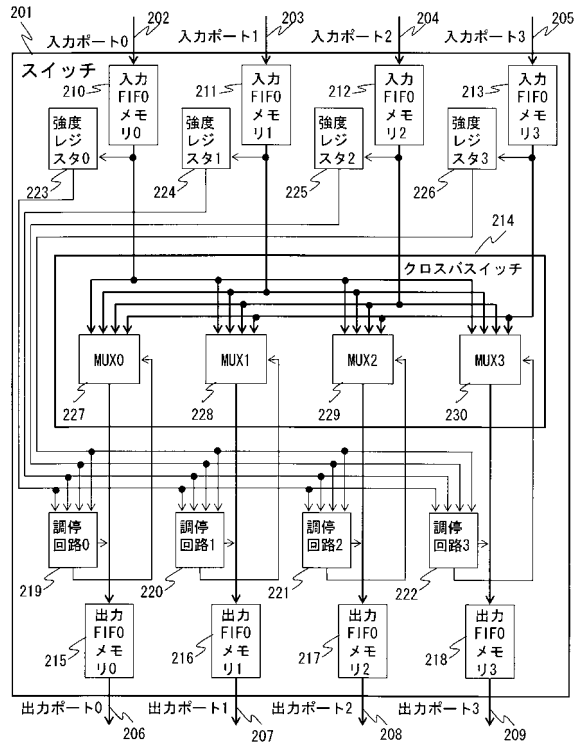 201
202
203
204
205
入力ポート0
入力ポート1
入力ポート2
入力ポート3
スイッチ
210
入力
FIFO
メモ
リ0
211
入力
FIFO
メモ
リ1
212
入力
FIFO
メモ
リ2
213
入力
FIFO
メモ
リ3
強度
レジ
スタ0
223
強度
レジ
スタ1
224
強度
レジ
スタ2
225
強度
レジ
スタ3
226
214
クロスバスイッチ
MUX0
MUX1
MUX2
MUX3
227
228
229
230
調停
回路0
219
調停
回路1
220
調停
回路2
221
調停
回路3
222
215
出力
FIFO
メモ
リ0
216
出力
FIFO
メモ
リ1
217
出力
FIFO
メモ
リ2
218
出力
FIFO
メモ
リ3
出力ポート0
出力ポート1
出力ポート2
出力ポート3
206
207
208
209